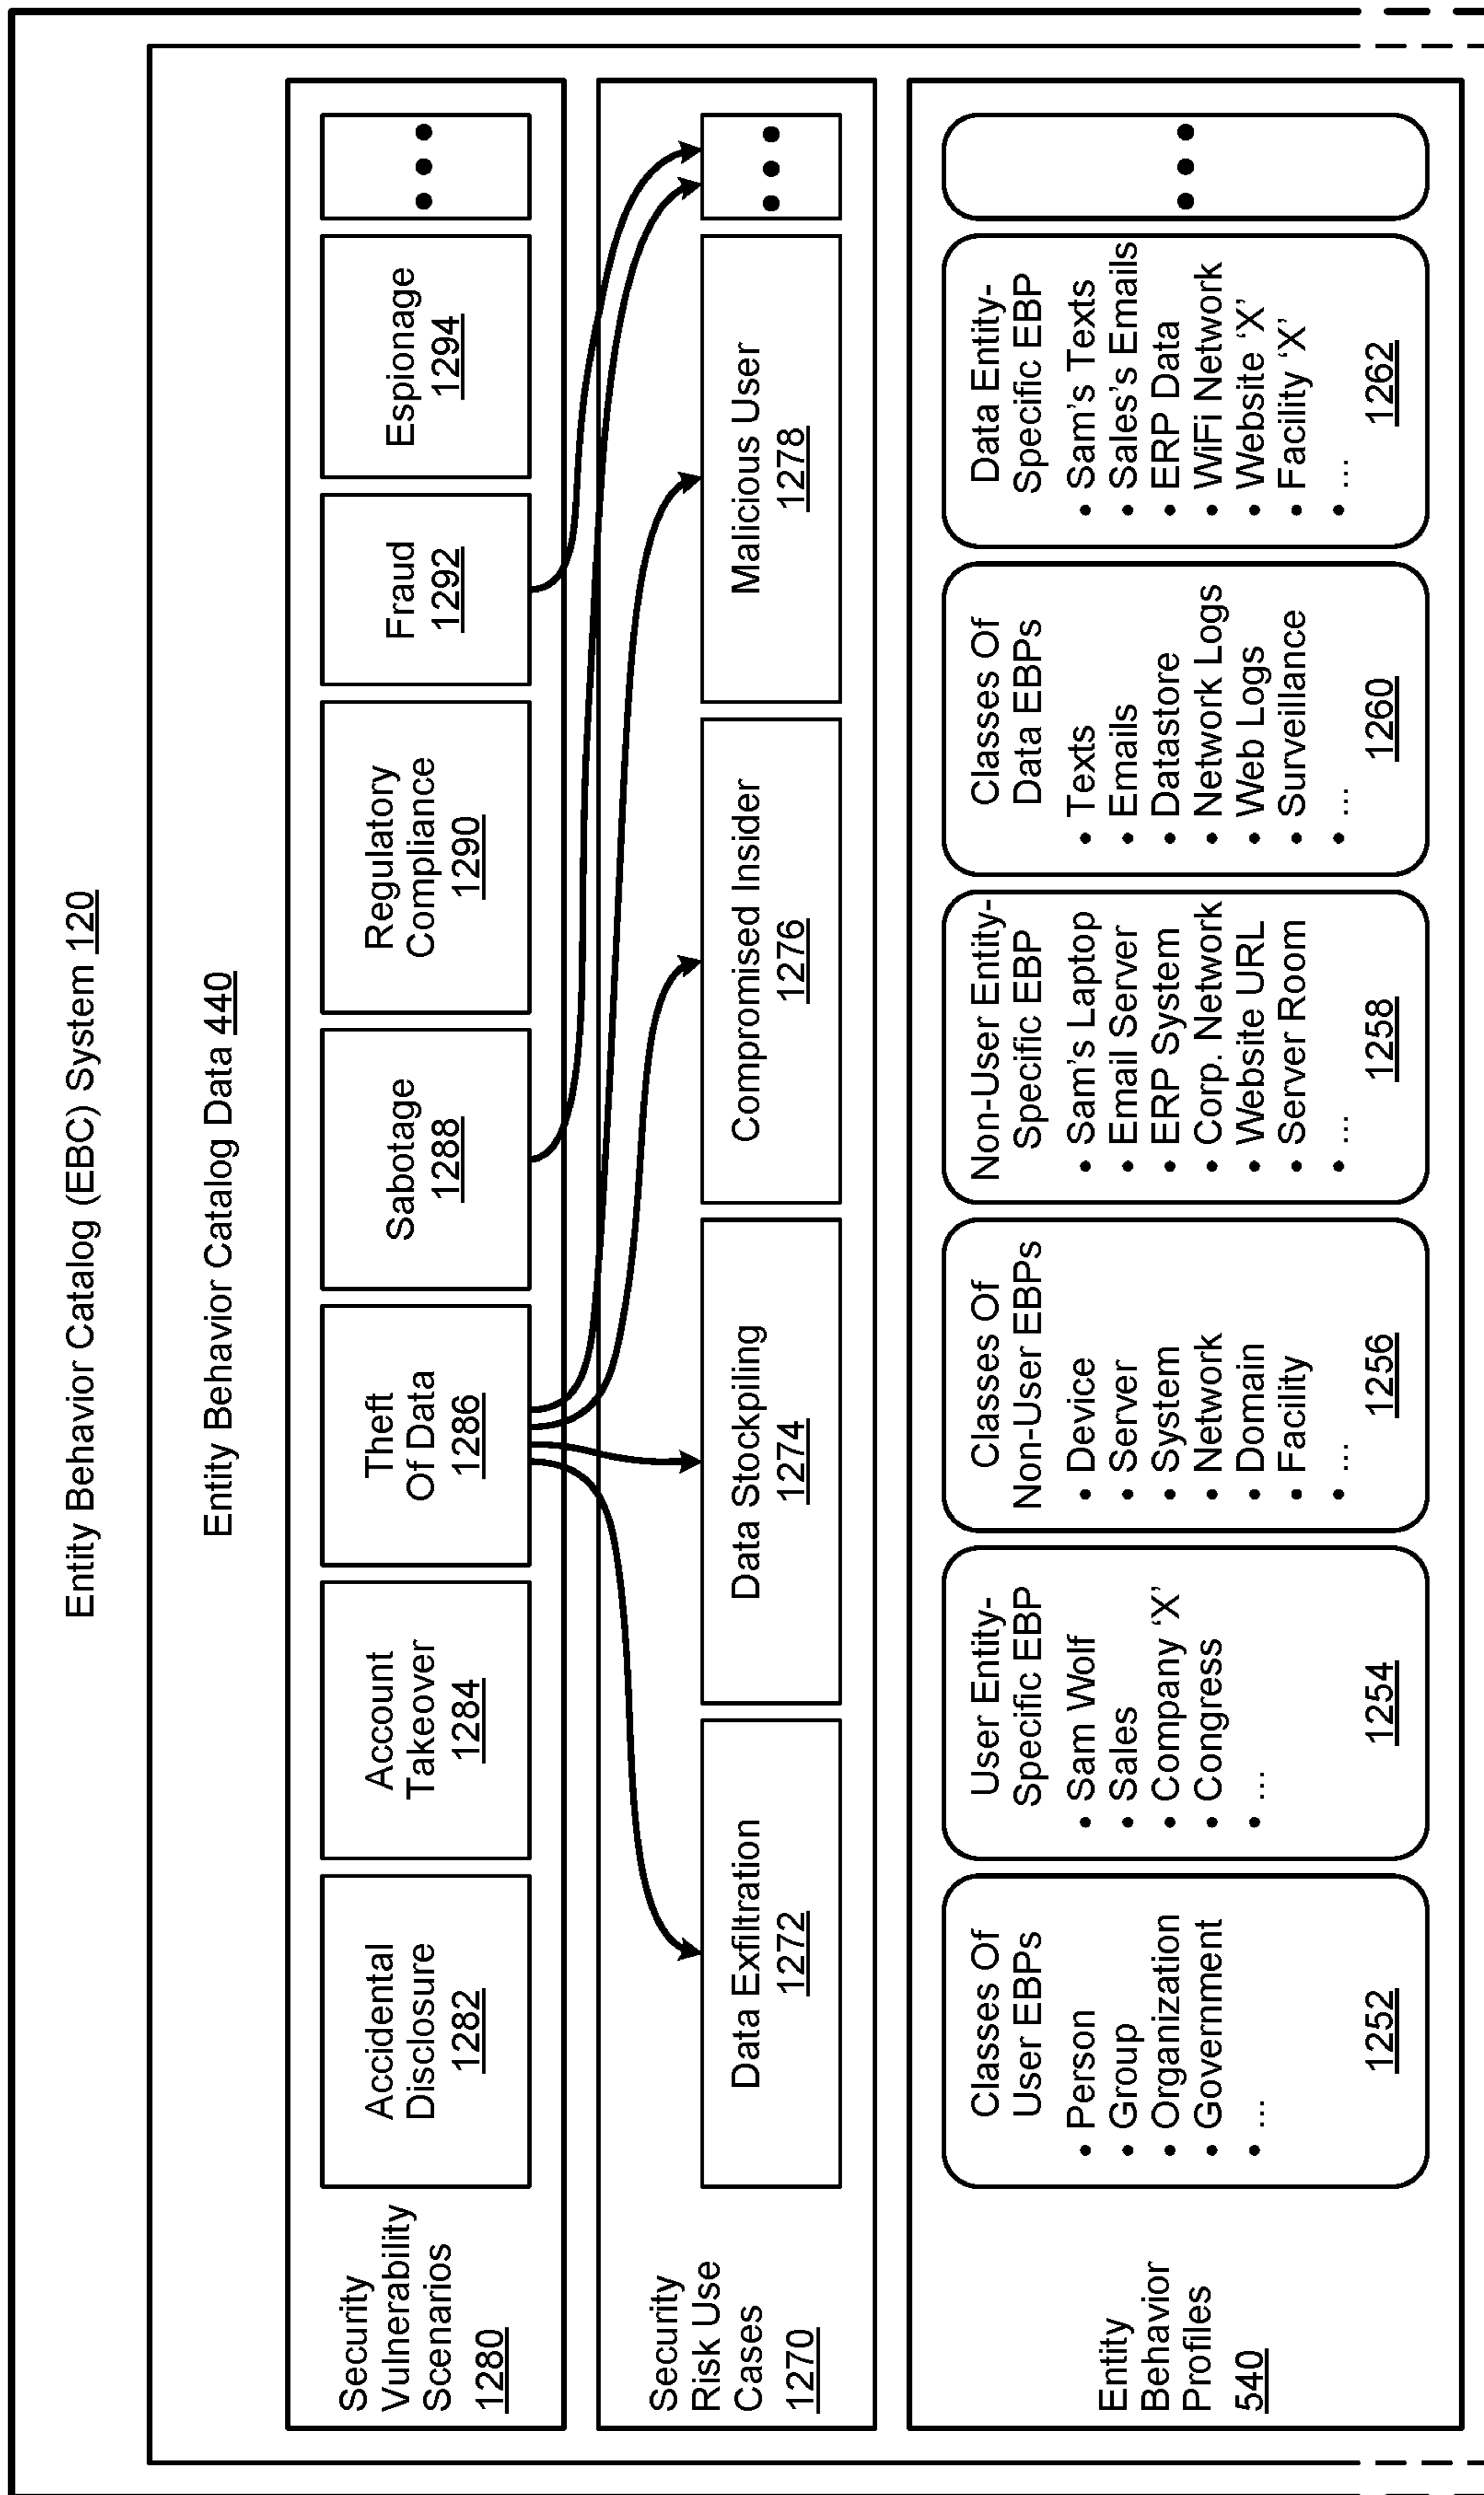 Entity Behavior Catalog (EBC) System 120
Entity Behavior Catalog Data 440
Security
Vulnerability
Scenarios
1280
Accidental
Disclosure
1282
Account
Takeover
1284
Theft
Of Data
1286
Sabotage
1288
Regulatory
Compliance
1290
Fraud
1292
Espionage
1294
• • •
Security
Risk Use
Cases
1270
Data Exfiltration
1272
Data Stockpiling
1274
Compromised Insider
1276
Malicious User
1278
• • •
Entity
Behavior
Profiles
540
Classes Of
User EBPs
• Person
• Group
• Organization
• Government
• ...
1252
User Entity-
Specific EBP
• Sam Wolf
• Sales
• Company ‘X’
• Congress
• ...
1254
Classes Of
Non-User EBPs
• Device
• Server
• System
• Network
• Domain
• Facility
• ...
1256
Non-User Entity-
Specific EBP
• Sam’s Laptop
• Email Server
• ERP System
• Corp. Network
• Website URL
• Server Room
• ...
1258
Classes Of
Data EBPs
• Texts
• Emails
• Datastore
• Network Logs
• Web Logs
• Surveillance
• ...
1260
Data Entity-
Specific EBP
• Sam’s Texts
• Sales’s Emails
• ERP Data
• WiFi Network
• Website ‘X’
• Facility ‘X’
• ...
1262
• • •